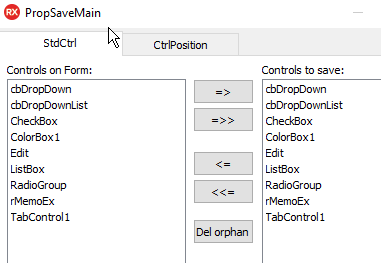 RX PropSaveMain
StdCtrl
CtrlPosition
Controls on Form:
Controls to save:
cbDropDown
cbDropDownList
CheckBox
ColorBox1
Edit
ListBox
RadioGroup
rMemoEx
TabControl1
=>
=>>
<=
<<=
Del orphan
cbDropDown
cbDropDownList
CheckBox
ColorBox1
Edit
ListBox
RadioGroup
rMemoEx
TabControl1